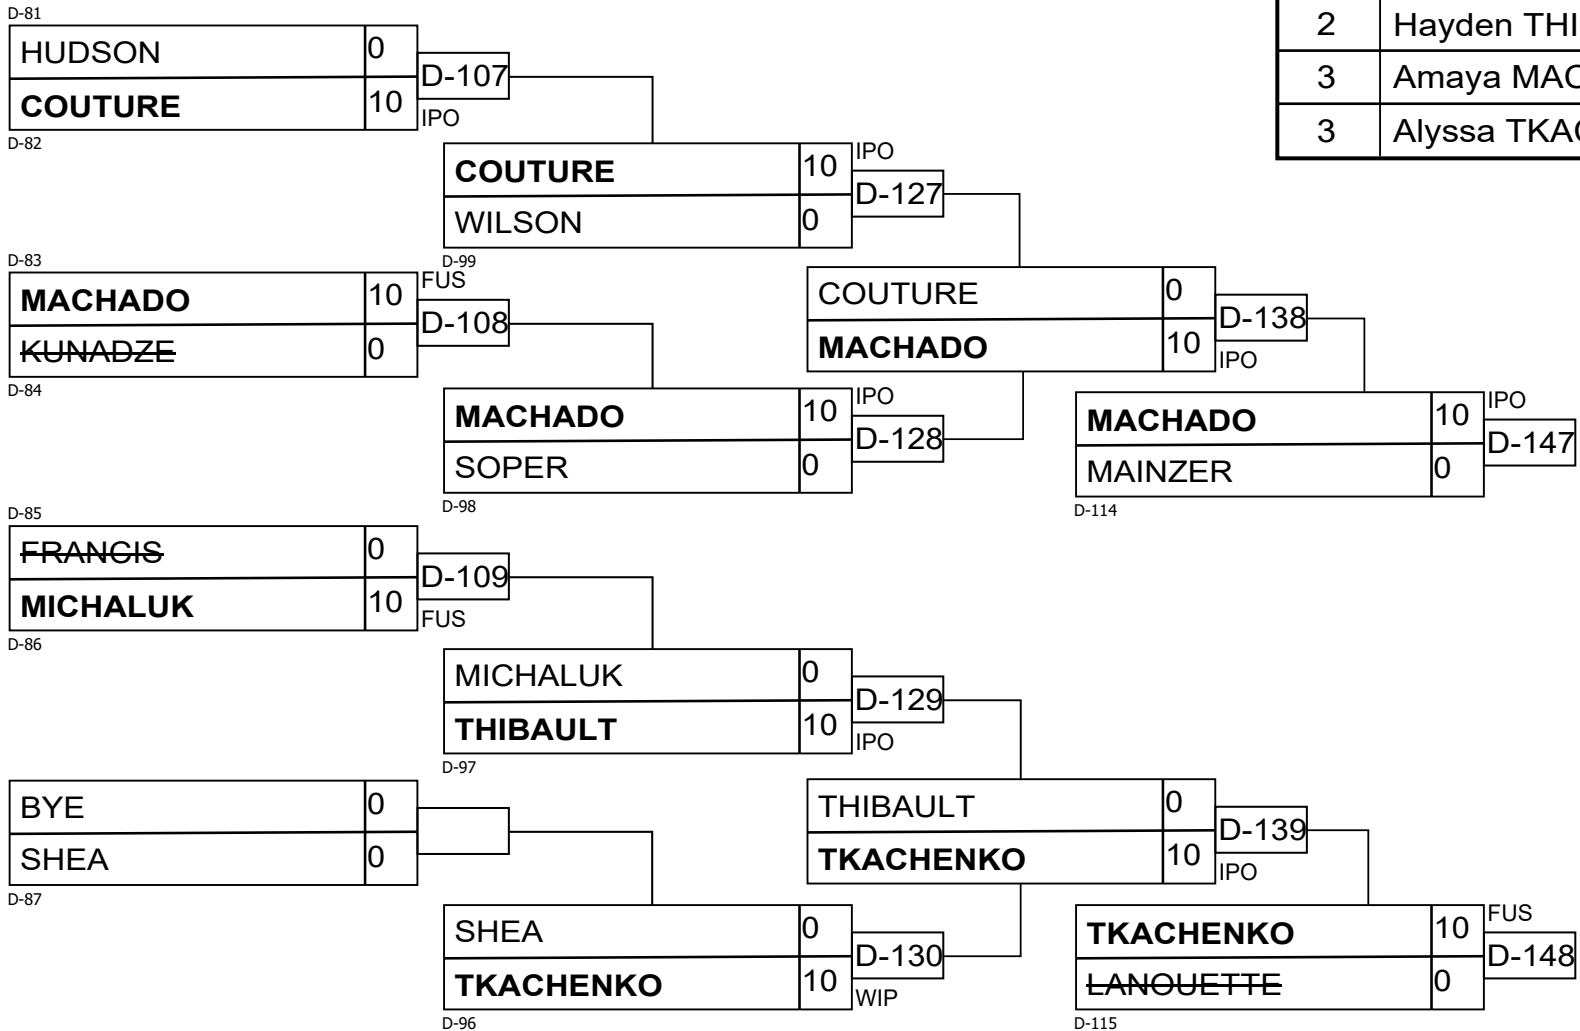 D-81
HUDSON 0
COUTURE 10
D-82
D-107
IPO
D-83
MACHADO 10
KUNADZE 0
D-84
FUS
D-108
D-85
FRANCIS 0
MICHALUK 10
D-86
D-109
FUS
BYE 0
SHEA 0
D-87
COUTURE 10
WILSON 0
D-99
IPO
D-127
MACHADO 10
SOPER 0
D-98
IPO
D-128
MICHALUK 0
THIBAULT 10
D-97
D-129
IPO
SHEA 0
TKACHENKO 10
D-96
D-130
WIP
COUTURE 0
MACHADO 10
D-138
IPO
THIBAULT 0
TKACHENKO 10
D-139
IPO
MACHADO 10
MAINZER 0
D-114
IPO
D-147
TKACHENKO 10
LANOUETTE 0
D-115
FUS
D-148
2 Hayden THI
3 Amaya MAC
3 Alyssa TKA